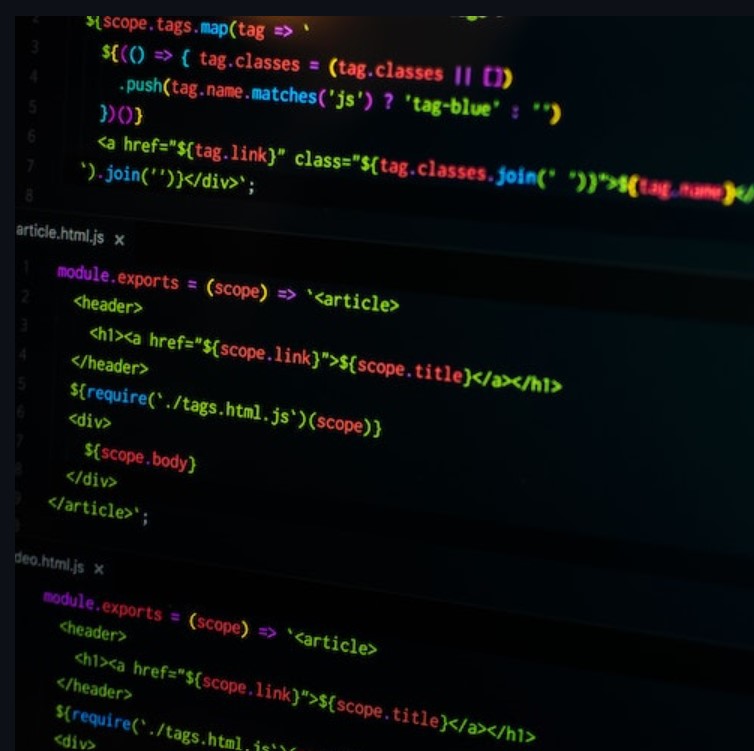 2
${scope.tags.map(tag => `
3 ${(() => { tag.classes = (tag.classes || [])
4 .push(tag.name.matches('js') ? 'tag-blue' : '')
5 })()}
6 <a href="${tag.link}" class="${tag.classes.join(' ')}">${tag.name}</
7 `).join('')}</div>`;
8
article.html.js ×
1 module.exports = (scope) => `<article>
2 <header>
3 <h1><a href="${scope.link}">${scope.title}</a></h1>
4 </header>
5 ${require(`./tags.html.js`)(scope)}
6 <div>
7 ${scope.body}
8 </div>
</article>`;
deo.html.js ×
module.exports = (scope) => `<article>
<header>
<h1><a href="${scope.link}">${scope.title}</a></h1>
</header>
${require(`./tags.html.js`)(
<div>